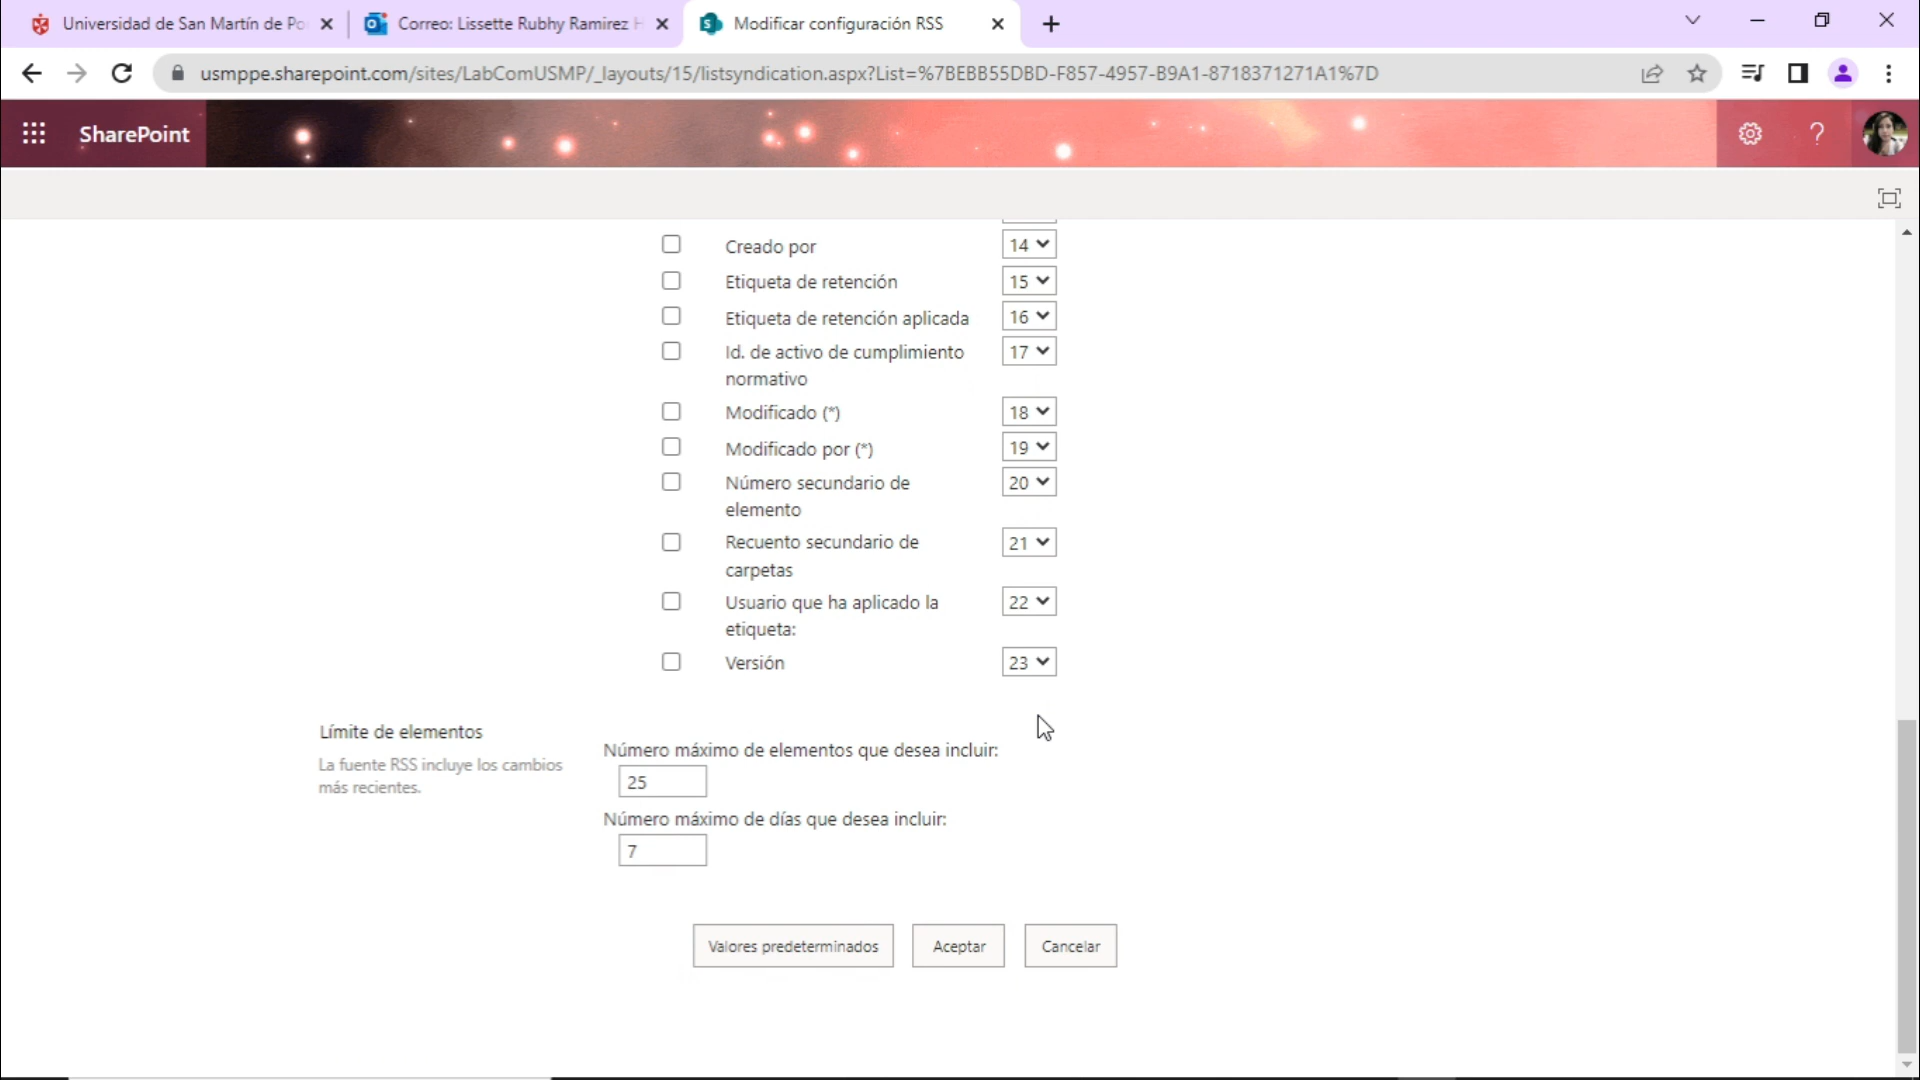 Universidad de San Martín de Po
Correo: Lissette Rubhy Ramirez H
Modificar configuración RSS
usmppe.sharepoint.com/sites/LabComUSMP/_layouts/15/listsyndication.aspx?List=%7BEBB55DBD-F857-4957-B9A1-8718371271A1%7D
SharePoint
Creado por 14
Etiqueta de retención 15
Etiqueta de retención aplicada 16
Id. de activo de cumplimiento 17
normativo
Modificado (*) 18
Modificado por (*) 19
Número secundario de 20
elemento
Recuento secundario de 21
carpetas
Usuario que ha aplicado la 22
etiqueta:
Versión 23
Límite de elementos
La fuente RSS incluye los cambios
más recientes.
Número máximo de elementos que desea incluir:
25
Número máximo de días que desea incluir:
7
Valores predeterminados Aceptar Cancelar